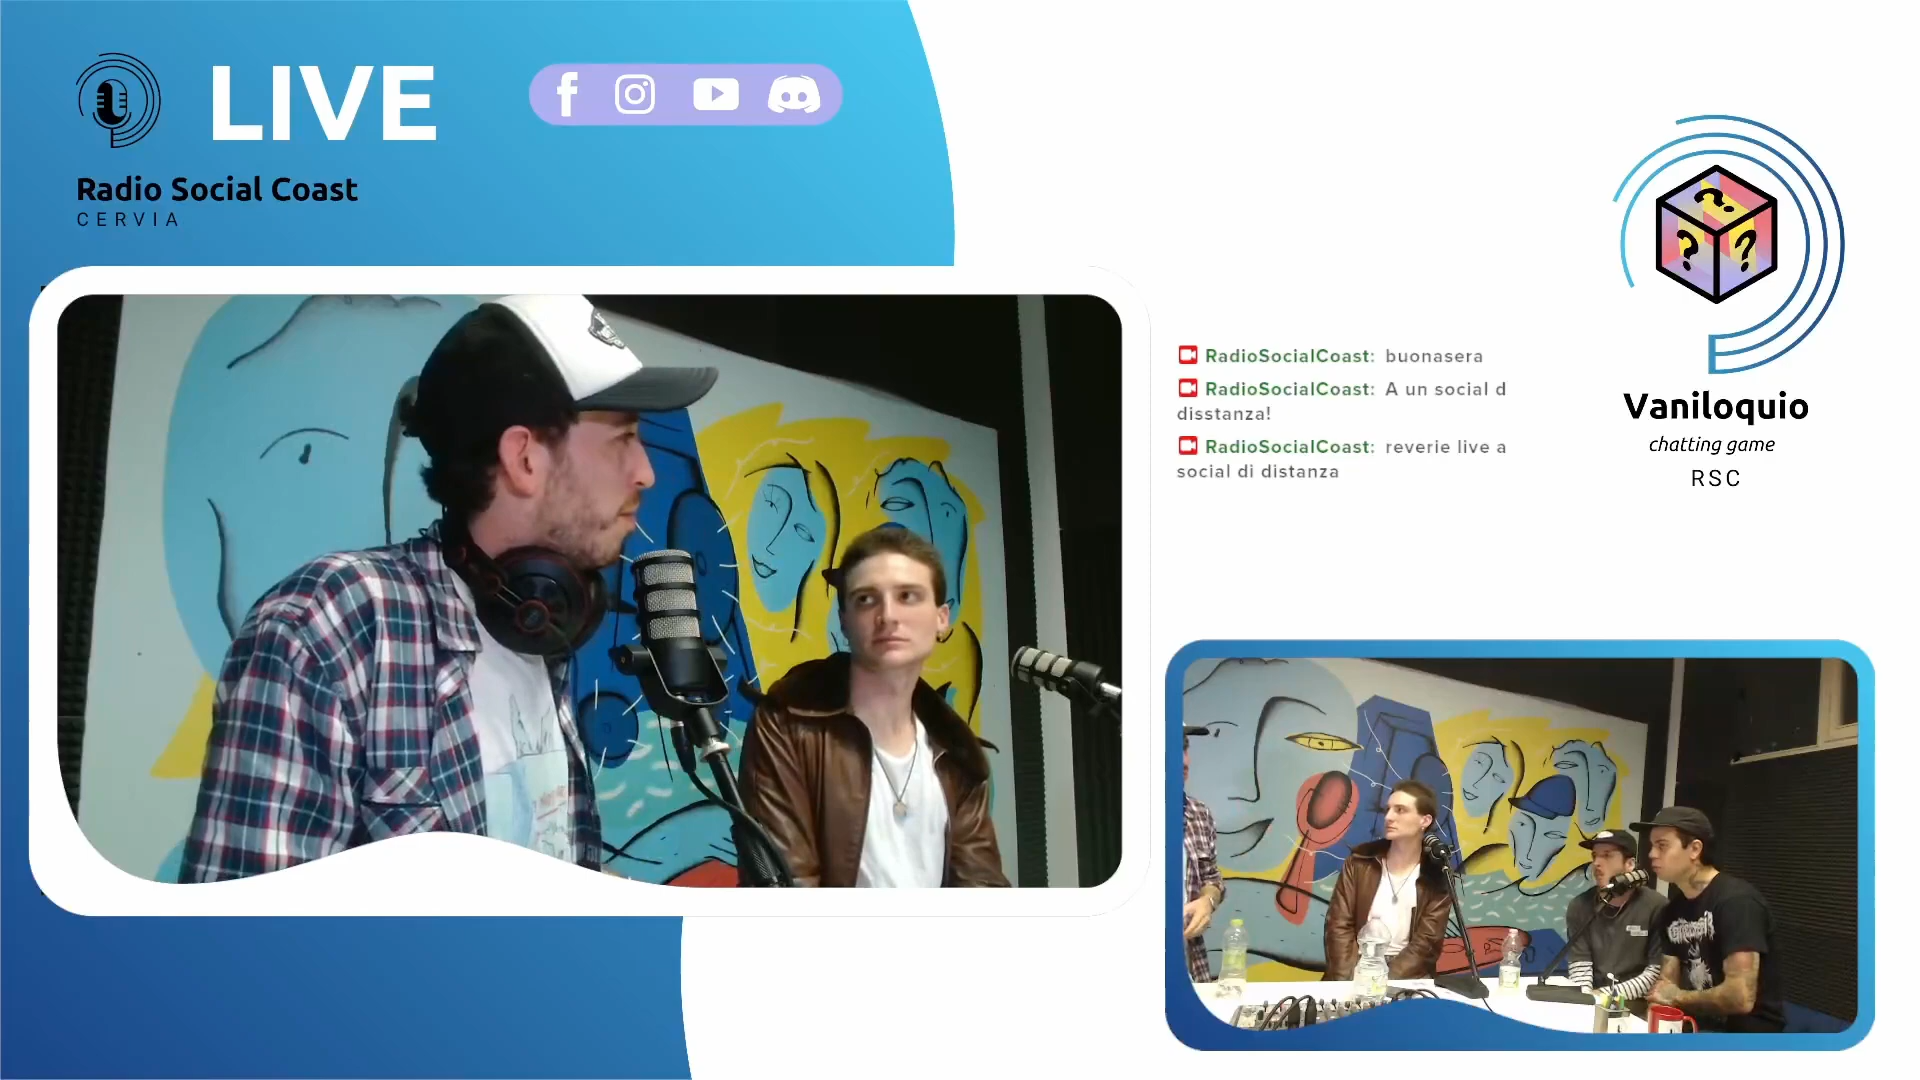 LIVE
Radio Social Coast
CERVIA
RadioSocialCoast: buonasera
RadioSocialCoast: A un social d
disstanza!
RadioSocialCoast: reverie live a
social di distanza
? ? ?
Vaniloquio
chatting game
RSC